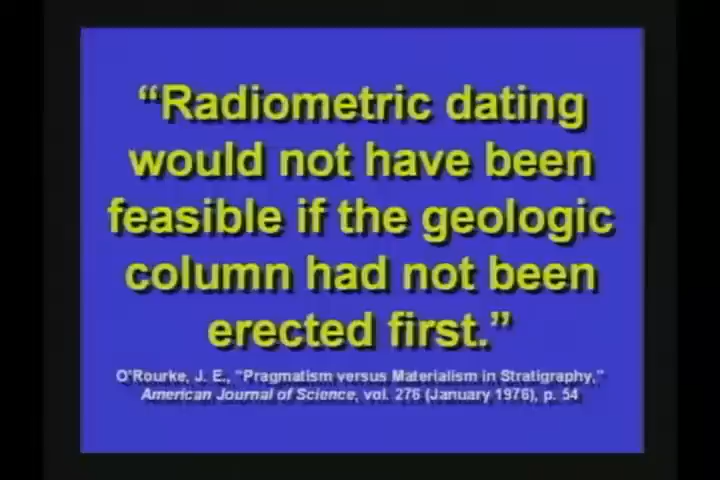 “Radiometric dating
would not have been
feasible if the geologic
column had not been
erected first.”
O'Rourke, J. E., "Pragmatism versus Materialism in Stratigraphy,"
American Journal of Science, vol. 276 (January 1976), p. 54